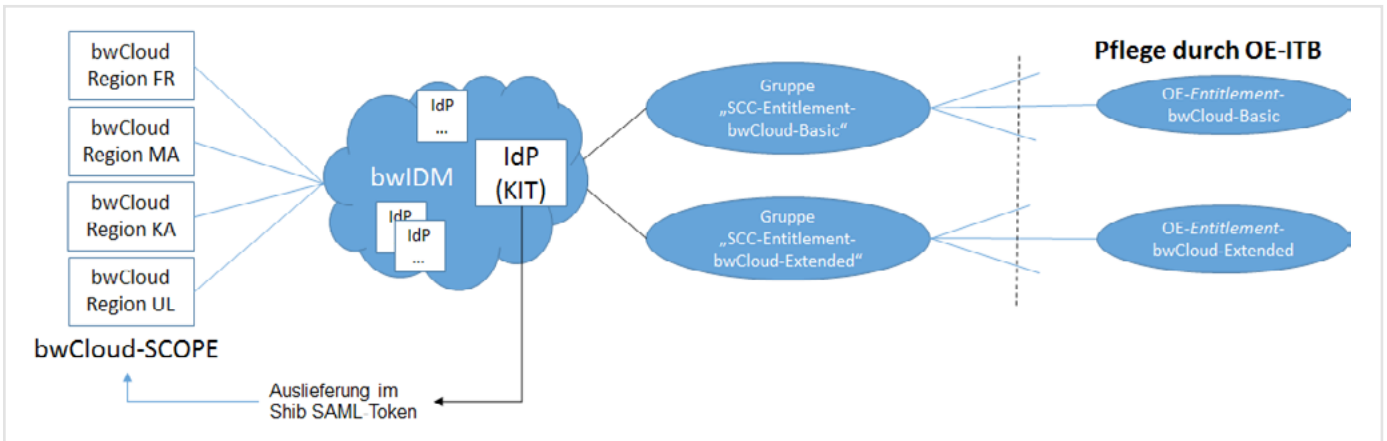 bwCloud
Region FR
bwCloud
Region MA
bwCloud
Region KA
bwCloud
Region UL
bwCloud-SCOPE
Auslieferung im
Shib SAML-Token
bwIDM
IdP
...
IdP
(KIT)
IdP
IdP
...
Gruppe
„SCC-Entitlement-
bwCloud-Basic“
Gruppe
„SCC-Entitlement-
bwCloud-Extended“
Pflege durch OE-ITB
OE-Entitlement-
bwCloud-Basic
OE-Entitlement-
bwCloud-Extended